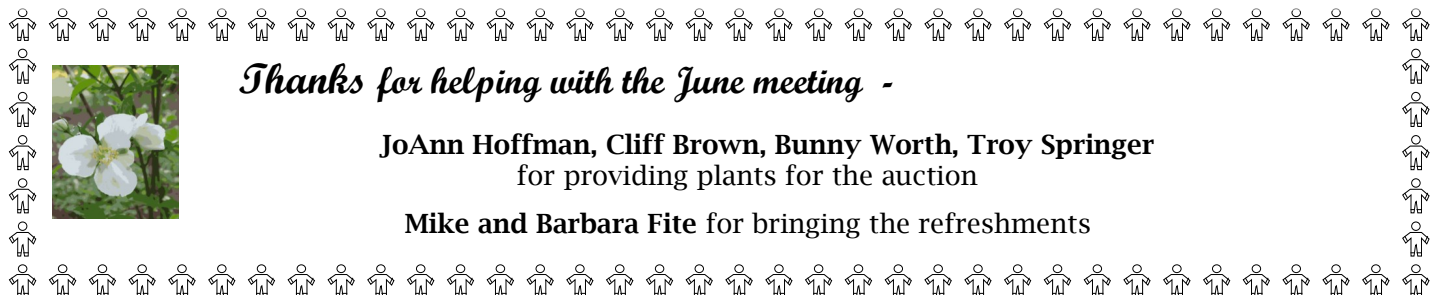 Thanks for helping with the June meeting -
JoAnn Hoffman, Cliff Brown, Bunny Worth, Troy Springer
for providing plants for the auction
Mike and Barbara Fite for bringing the refreshments